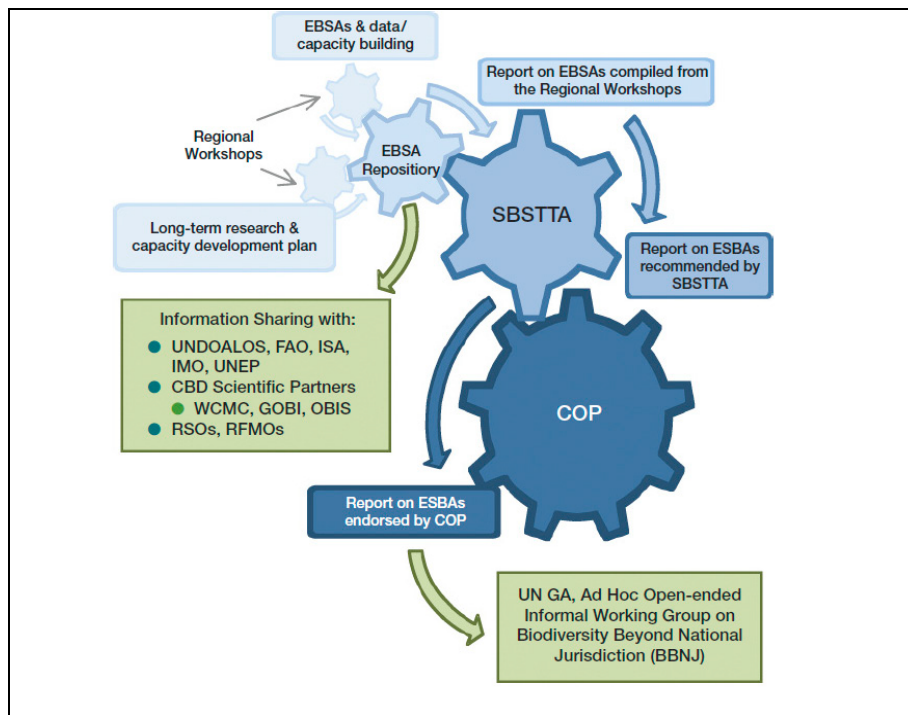 EBSAs & data/
capacity building
Report on EBSAs compiled from
the Regional Workshops
Regional
Workshops
EBSA
Repositiory
SBSTTA
Long-term research &
capacity development plan
Report on ESBAs
recommended by
SBSTTA
Information Sharing with:
UNDOALOS, FAO, ISA,
IMO, UNEP
CBD Scientific Partners
WCMC, GOBI, OBIS
RSOs, RFMOs
COP
Report on ESBAs
endorsed by COP
UN GA, Ad Hoc Open-ended
Informal Working Group on
Biodiversity Beyond National
Jurisdiction (BBNJ)